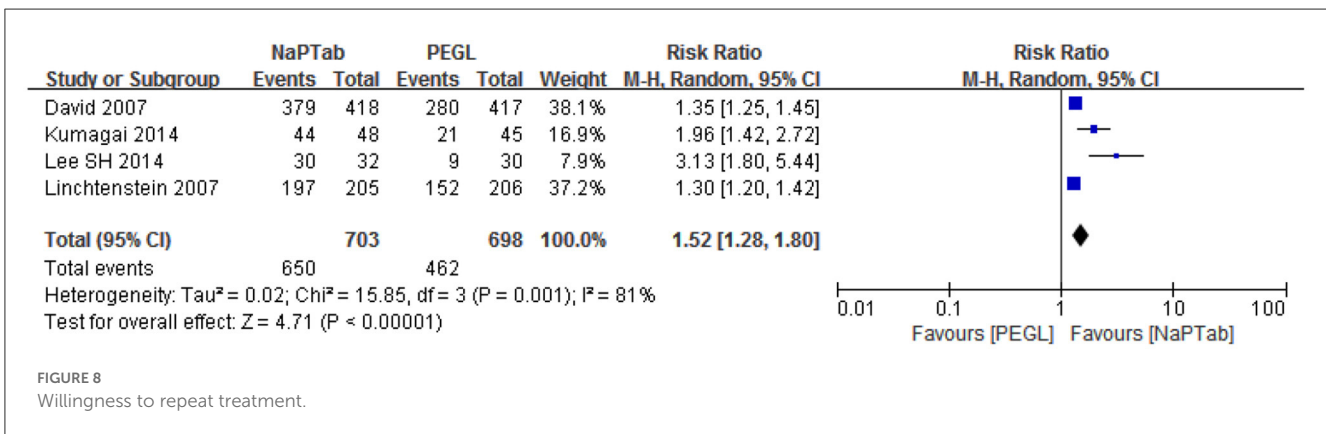 NaPTab PEGL Risk Ratio Risk Ratio
Study or Subgroup Events Total Events Total Weight M-H, Random, 95% CI M-H, Random, 95% CI
David 2007 379 418 280 417 38.1% 1.35 [1.25, 1.45]
Kumagai 2014 44 48 21 45 16.9% 1.96 [1.42, 2.72]
Lee SH 2014 30 32 9 30 7.9% 3.13 [1.80, 5.44]
Linchtenstein 2007 197 205 152 206 37.2% 1.30 [1.20, 1.42]
Total (95% CI) 703 698 100.0% 1.52 [1.28, 1.80]
Total events 650 462
Heterogeneity: Tau² = 0.02; Chi² = 15.85, df = 3 (P = 0.001); I² = 81%
Test for overall effect: Z = 4.71 (P < 0.00001)
0.01 0.1 1 10 100
Favours [PEGL] Favours [NaPTab]
FIGURE 8
Willingness to repeat treatment.